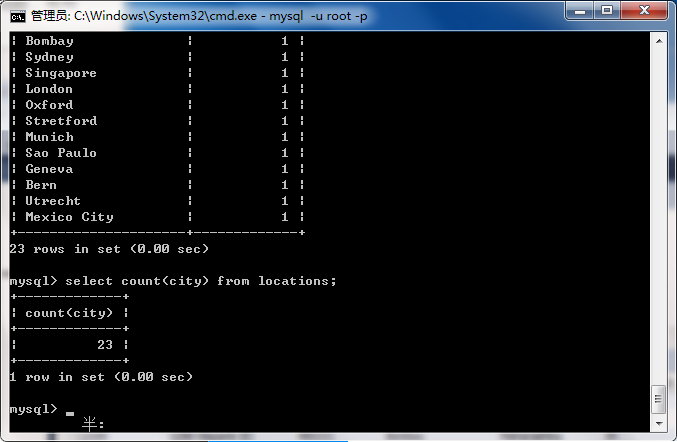 管理员: C:\Windows\System32\cmd.exe - mysql  -u root -p
| Bombay              |           1 |
| Sydney              |           1 |
| Singapore           |           1 |
| London              |           1 |
| Oxford              |           1 |
| Stretford           |           1 |
| Munich              |           1 |
| Sao Paulo           |           1 |
| Geneva              |           1 |
| Bern                |           1 |
| Utrecht             |           1 |
| Mexico City         |           1 |
+---------------------+-------------+
23 rows in set (0.00 sec)
mysql> select count(city) from locations;
+-------------+
| count(city) |
+-------------+
|          23 |
+-------------+
1 row in set (0.00 sec)
mysql> _
半: